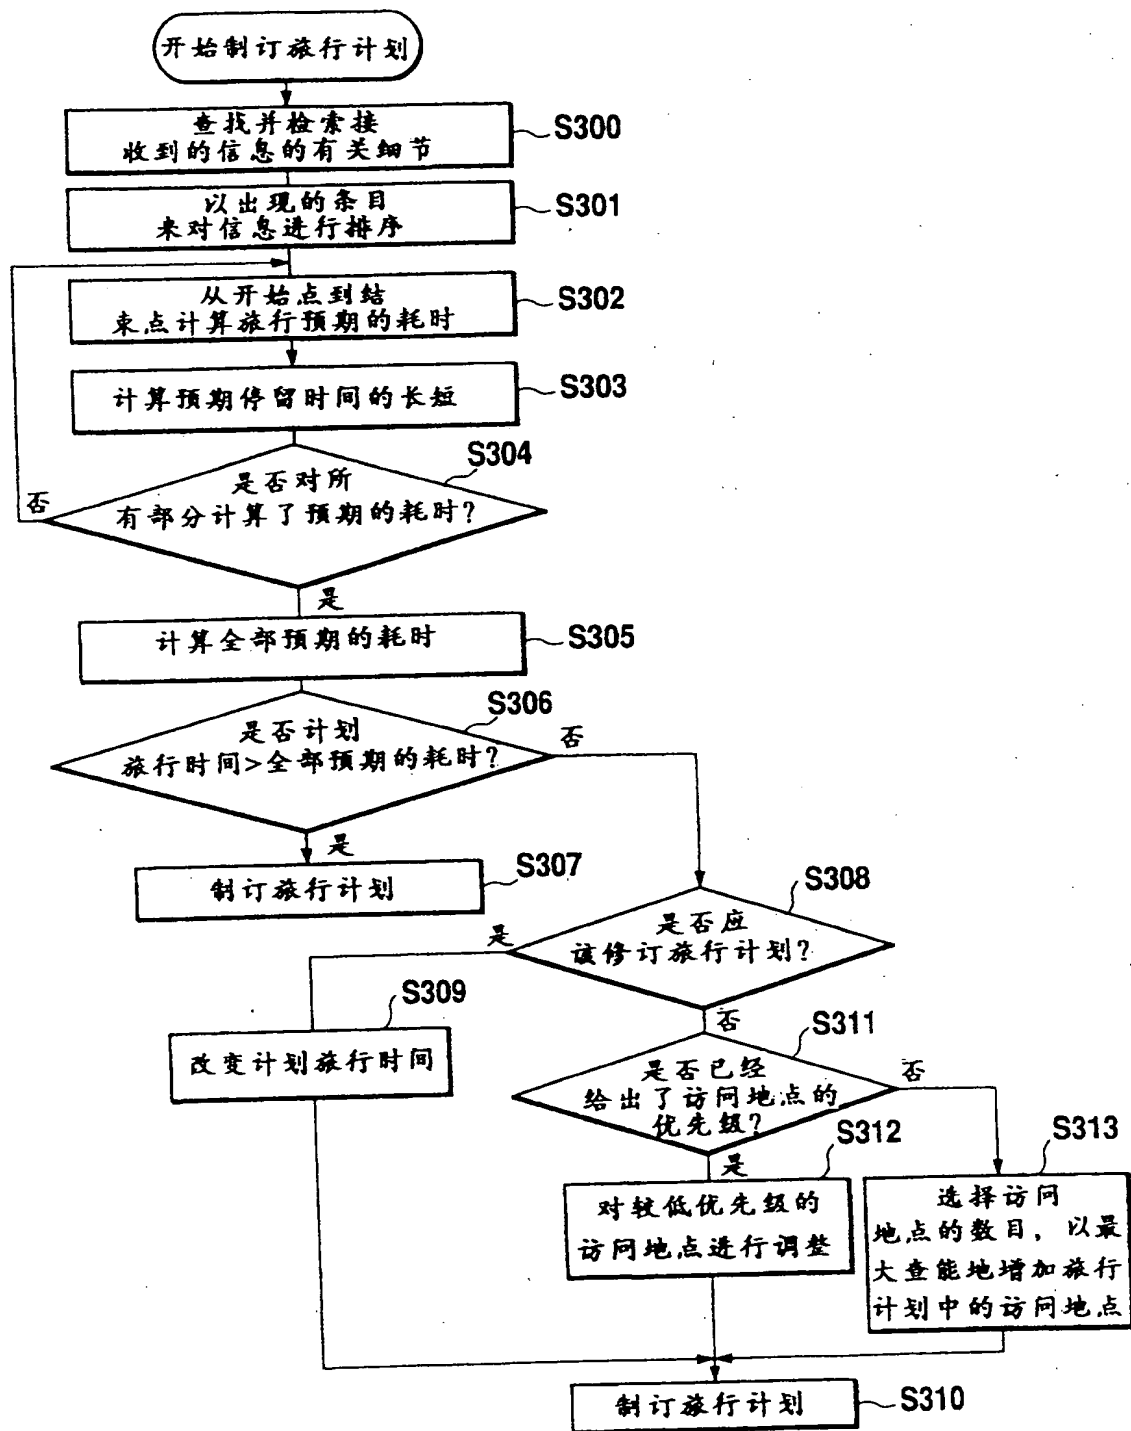 开始制订旅行计划
查找并检索接
收到的信息的有关细节
S300
以出现的条目
来对信息进行排序
S301
从开始点到结
束点计算旅行预期的耗时
S302
计算预期停留时间的长短
S303
S304
是否对所
有部分计算了预期的耗时?
否
是
计算全部预期的耗时
S305
S306
是否计划
旅行时间>全部预期的耗时?
否
是
制订旅行计划
S307
S308
是否应
该修订旅行计划?
是
否
S309
改变计划旅行时间
S311
是否已经
给出了访问地点的
优先级?
否
是
S312
对较低优先级的
访问地点进行调整
S313
选择访问
地点的数目，以最
大查能地增加旅行
计划中的访问地点
制订旅行计划
S310